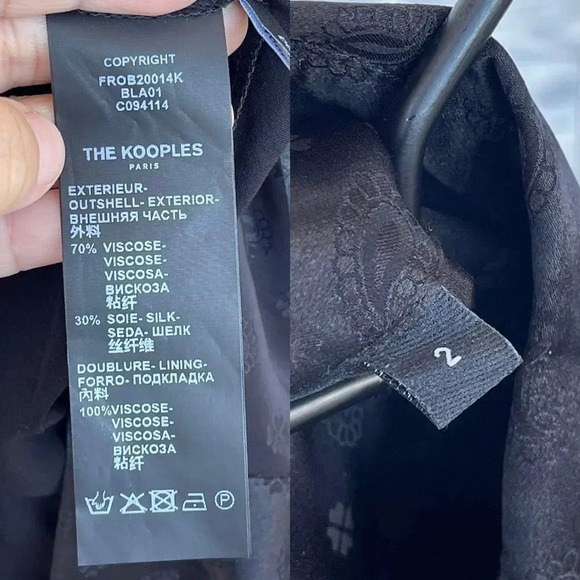 COPYRIGHT
FROB20014K
BLA01
C094114
THE KOOPLES
PARIS
EXTERIEUR-
OUTSHELL- EXTERIOR-
ВНЕШНЯЯ ЧАСТЬ
外料
70% VISCOSE-
VISCOSE-
VISCOSA-
ВИСКОЗА
粘纤
30% SOIE- SILK-
SEDA- ШЕЛК
丝纤维
DOUBLURE- LINING-
FORRO- ПОДКЛАДКА
內料
100%VISCOSE-
VISCOSE-
VISCOSA-
ВИСКОЗА
粘纤
P
2